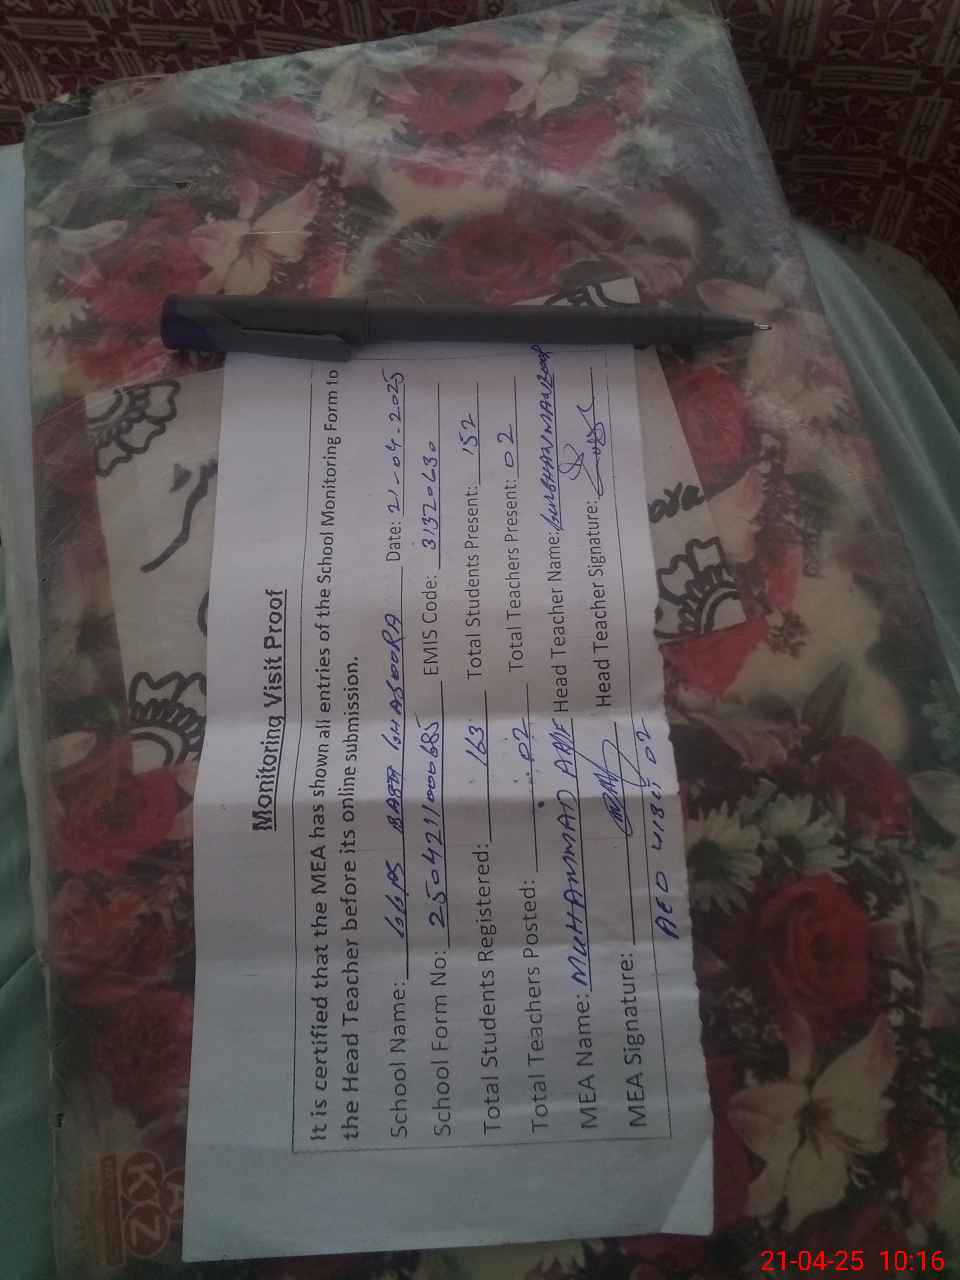 Monitoring Visit Proof
It is certified that the MEA has shown all entries of the School Monitoring Form to
the Head Teacher before its online submission.
School Name: GGPS BASTI GHASOORA Date: 21-04-2025
School Form No: 2504211000685 EMIS Code: 31320630
Total Students Registered: 163 Total Students Present: 152
Total Teachers Posted: 02 Total Teachers Present: 02
MEA Name: MUHAMMAD ARIF Head Teacher Name:
MEA Signature: Head Teacher Signature:
AEO
KZ
21-04-25 10:16